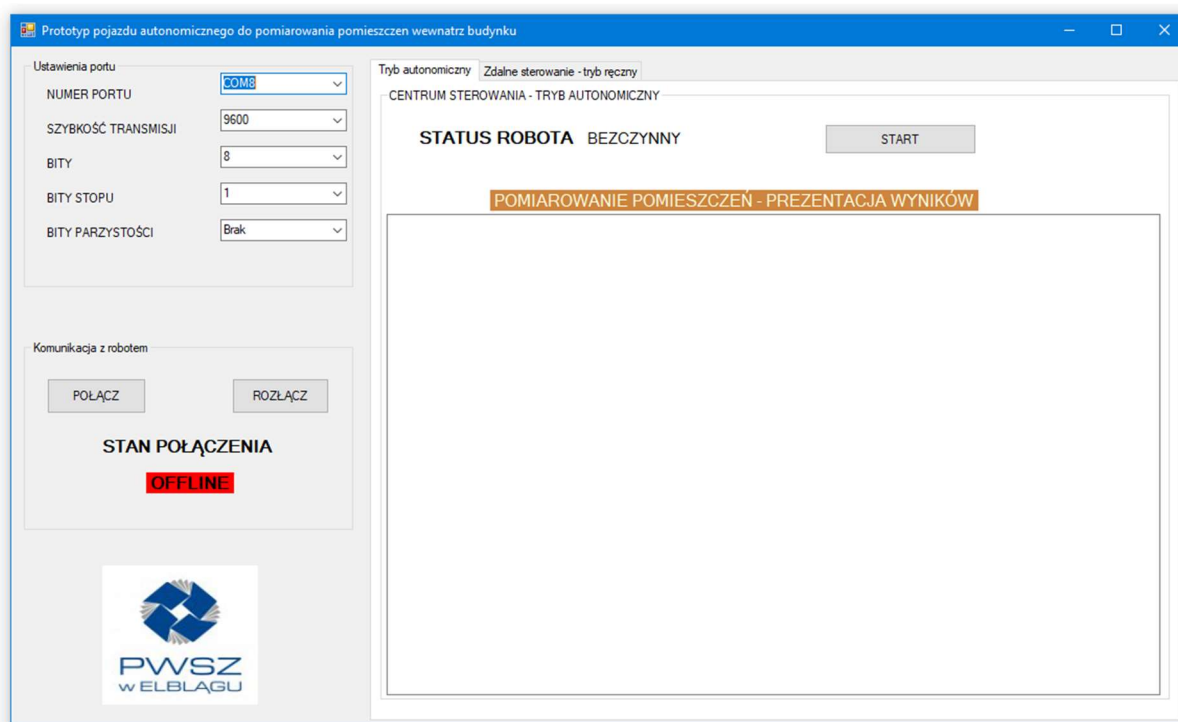 Prototyp pojazdu autonomicznego do pomiarowania pomieszczen wewnatrz budynku
Ustawienia portu
NUMER PORTU COM8
SZYBKOŚĆ TRANSMISJI 9600
BITY 8
BITY STOPU 1
BITY PARZYSTOŚCI Brak
Komunikacja z robotem
POŁĄCZ ROZŁĄCZ
STAN POŁĄCZENIA
OFFLINE
PWSZ
W ELBLĄGU
Tryb autonomiczny Zdalne sterowanie - tryb ręczny
CENTRUM STEROWANIA - TRYB AUTONOMICZNY
STATUS ROBOTA BEZCZYNNY START
POMIAROWANIE POMIESZCZEŃ - PREZENTACJA WYNIKÓW